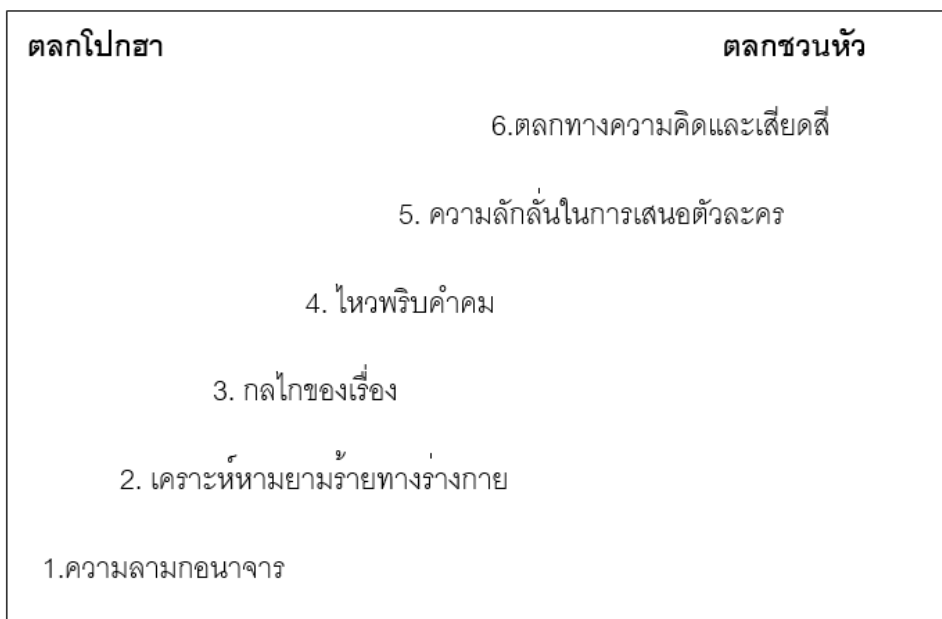 ตลกโปกฮา ตลกชวนหัว
6.ตลกทางความคิดและเสียดสี
5. ความลักลั่นในการเสนอตัวละคร
4. ไหวพริบคำคม
3. กลไกของเรื่อง
2. เคราะห์หามยามร้ายทางร่างกาย
1.ความลามกอนาจาร